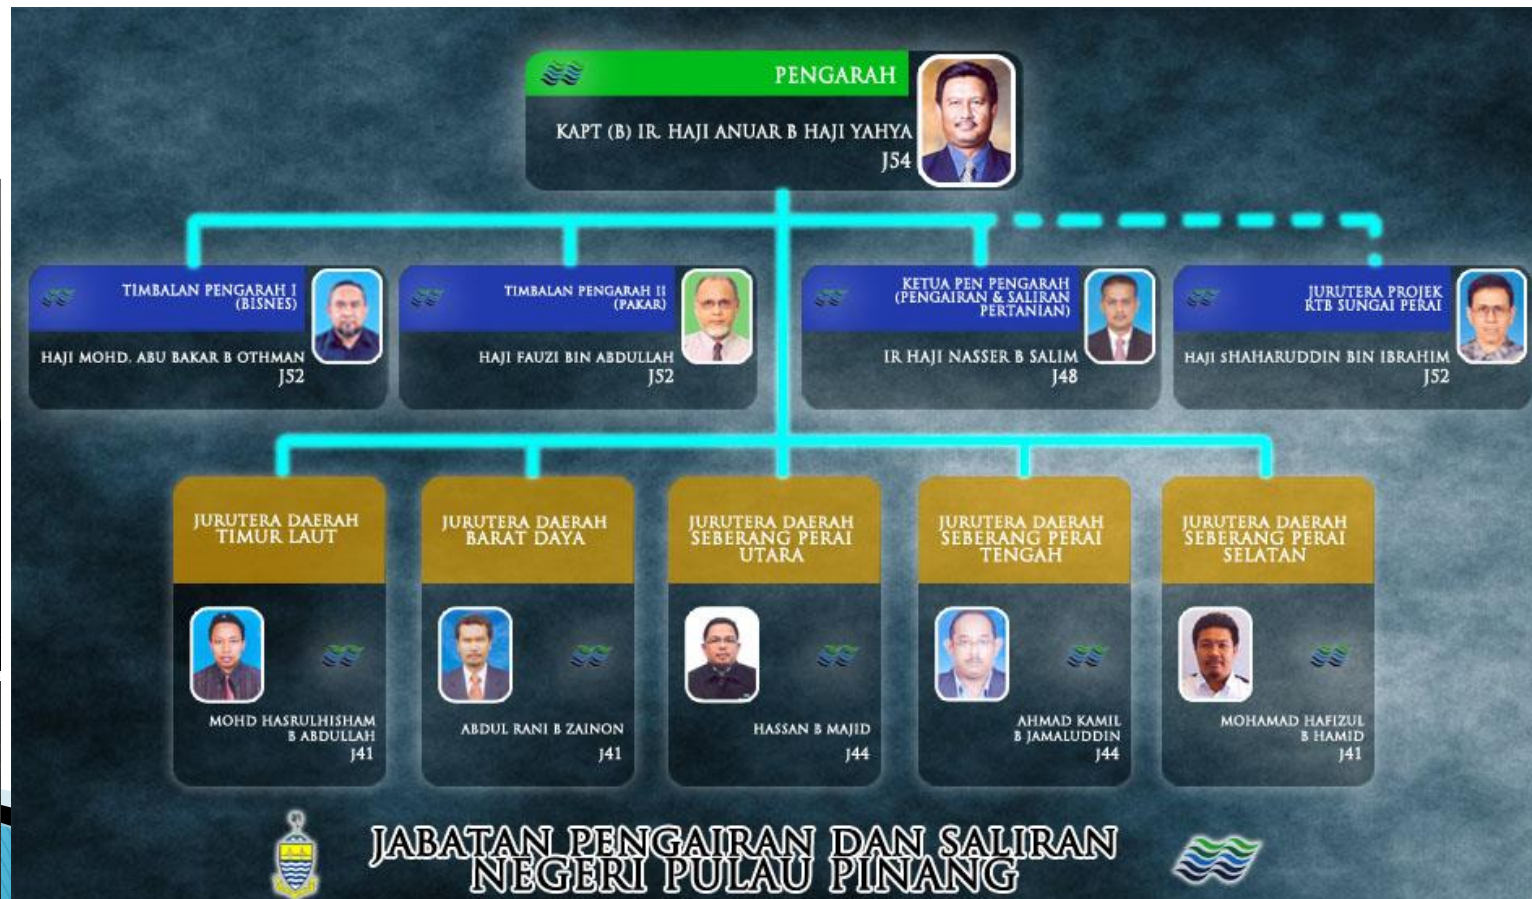 PENGARAH
KAPT (B) IR. HAJI ANUAR B HAJI YAHYA
J54
TIMBALAN PENGARAH I
(BISNES)
HAJI MOHD. ABU BAKAR B OTHMAN
J52
TIMBALAN PENGARAH II
(PAKAR)
HAJI FAUZI BIN ABDULLAH
J52
KETUA PEN PENGARAH
(PENGAIRAN & SALIRAN
PERTANIAN)
IR HAJI NASSER B SALIM
J48
JURUTERA PROJEK
RTB SUNGAI PERAI
HAJI SHAHARUDDIN BIN IBRAHIM
J52
JURUTERA DAERAH
TIMUR LAUT
MOHD HASRULHISHAM
B ABDULLAH
J41
JURUTERA DAERAH
BARAT DAYA
ABDUL RANI B ZAINON
J41
JURUTERA DAERAH
SEBERANG PERAI
UTARA
HASSAN B MAJID
J44
JURUTERA DAERAH
SEBERANG PERAI
TENGAH
AHMAD KAMIL
B JAMALUDDIN
J44
JURUTERA DAERAH
SEBERANG PERAI
SELATAN
MOHAMAD HAFIZUL
B HAMID
J41
JABATAN PENGAIRAN DAN SALIRAN
NEGERI PULAU PINANG